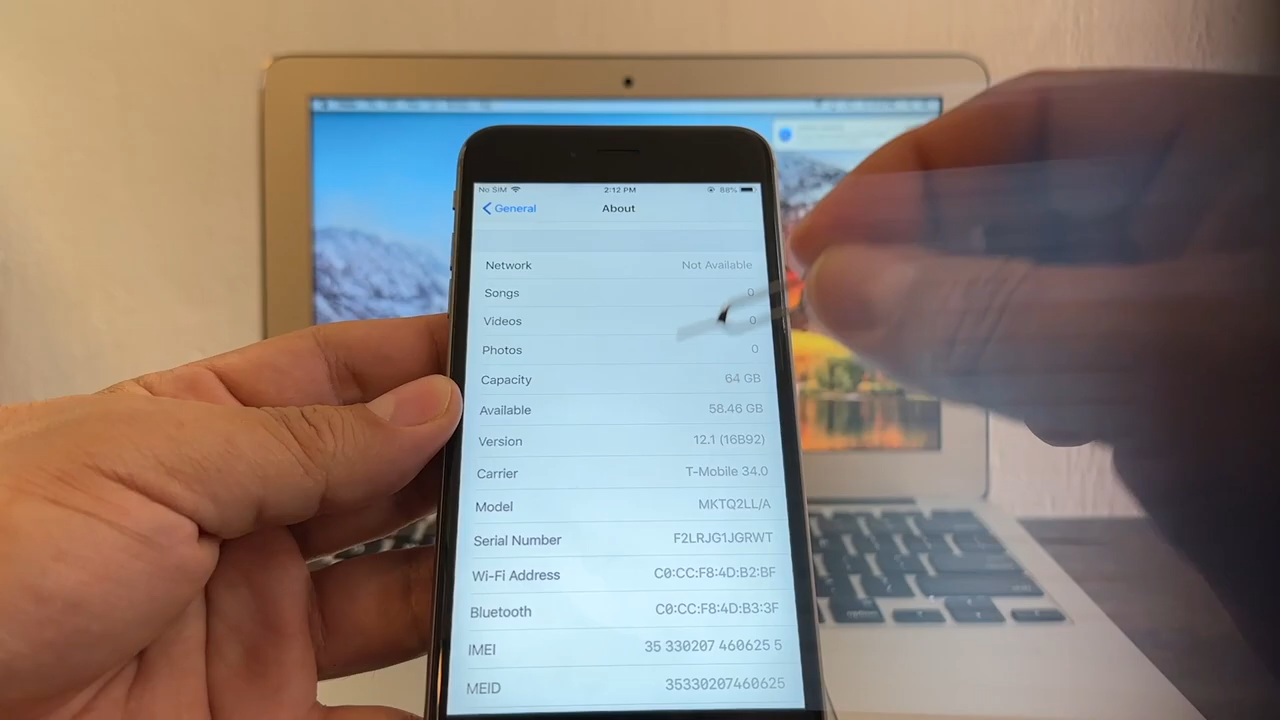 No SIM 2:12 PM 88%
General About
Network Not Available
Songs 0
Videos 0
Photos 0
Capacity 64 GB
Available 58.46 GB
Version 12.1 (16B92)
Carrier T-Mobile 34.0
Model MKTQ2LL/A
Serial Number F2LRJG1JGRWT
Wi-Fi Address C0:CC:F8:4D:B2:BF
Bluetooth C0:CC:F8:4D:B3:3F
IMEI 35 330207 460625 5
MEID 35330207460625